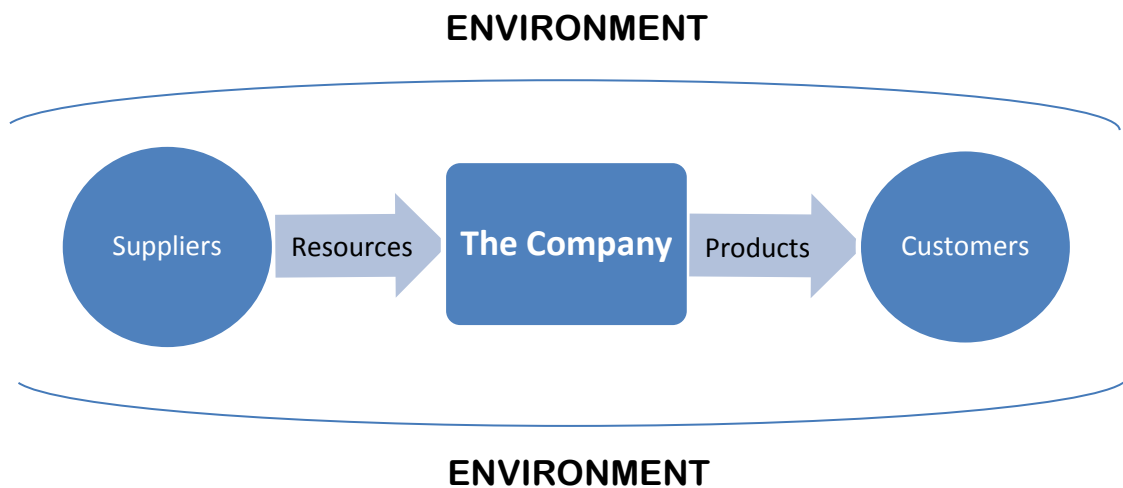 ENVIRONMENT
Suppliers
Resources
The Company
Products
Customers
ENVIRONMENT